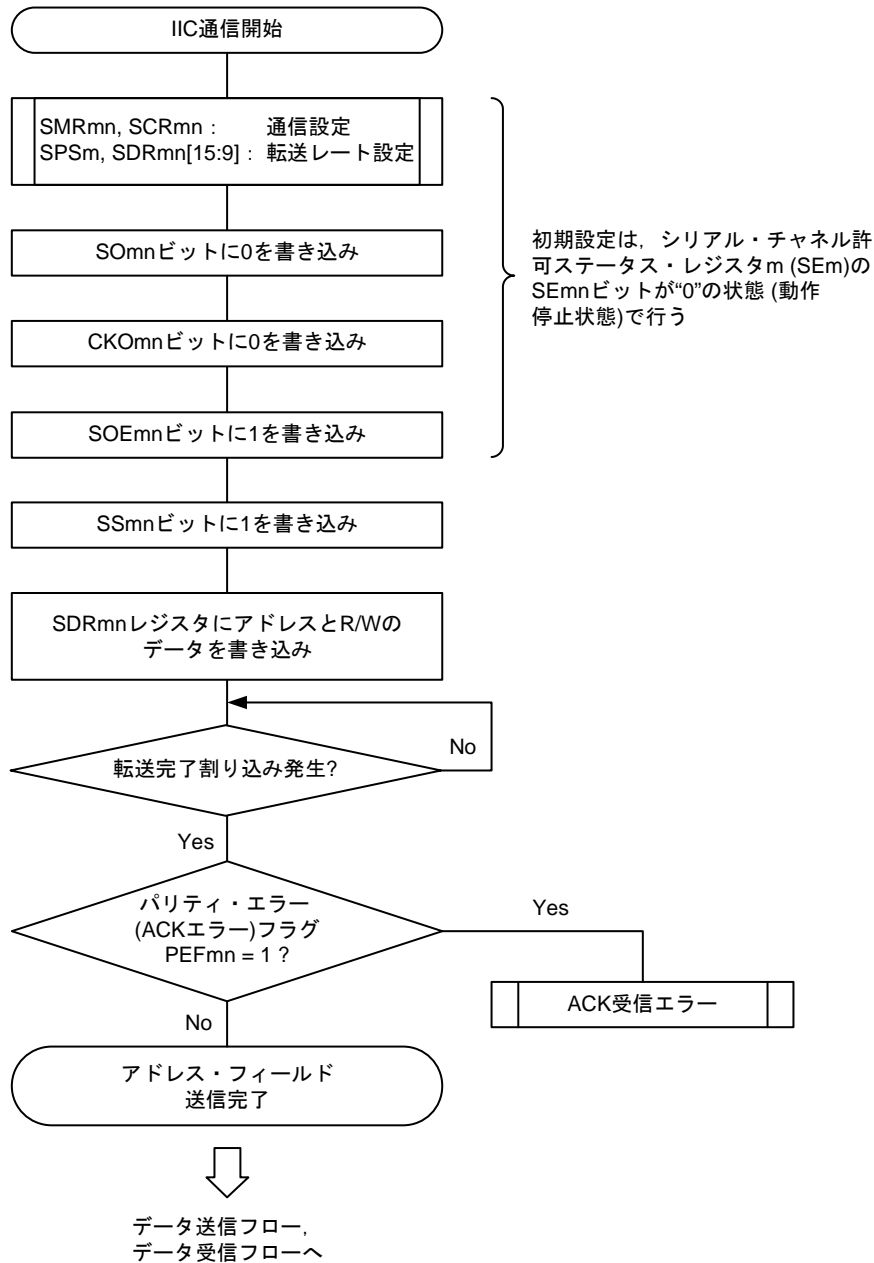 IIC通信開始
SMRmn, SCRmn : 通信設定
SPSm, SDRmn[15:9] : 転送レート設定
SOmnビットに0を書き込み
CKOmnビットに0を書き込み
SOEmnビットに1を書き込み
初期設定は，シリアル・チャネル許
可ステータス・レジスタm (SEm)の
SEmnビットが“0”の状態 (動作
停止状態)で行う
SSmnビットに1を書き込み
SDRmnレジスタにアドレスとR/Wの
データを書き込み
転送完了割り込み発生?
No
Yes
パリティ・エラー
(ACKエラー)フラグ
PEFmn = 1 ?
Yes
ACK受信エラー
No
アドレス・フィールド
送信完了
データ送信フロー，
データ受信フローへ